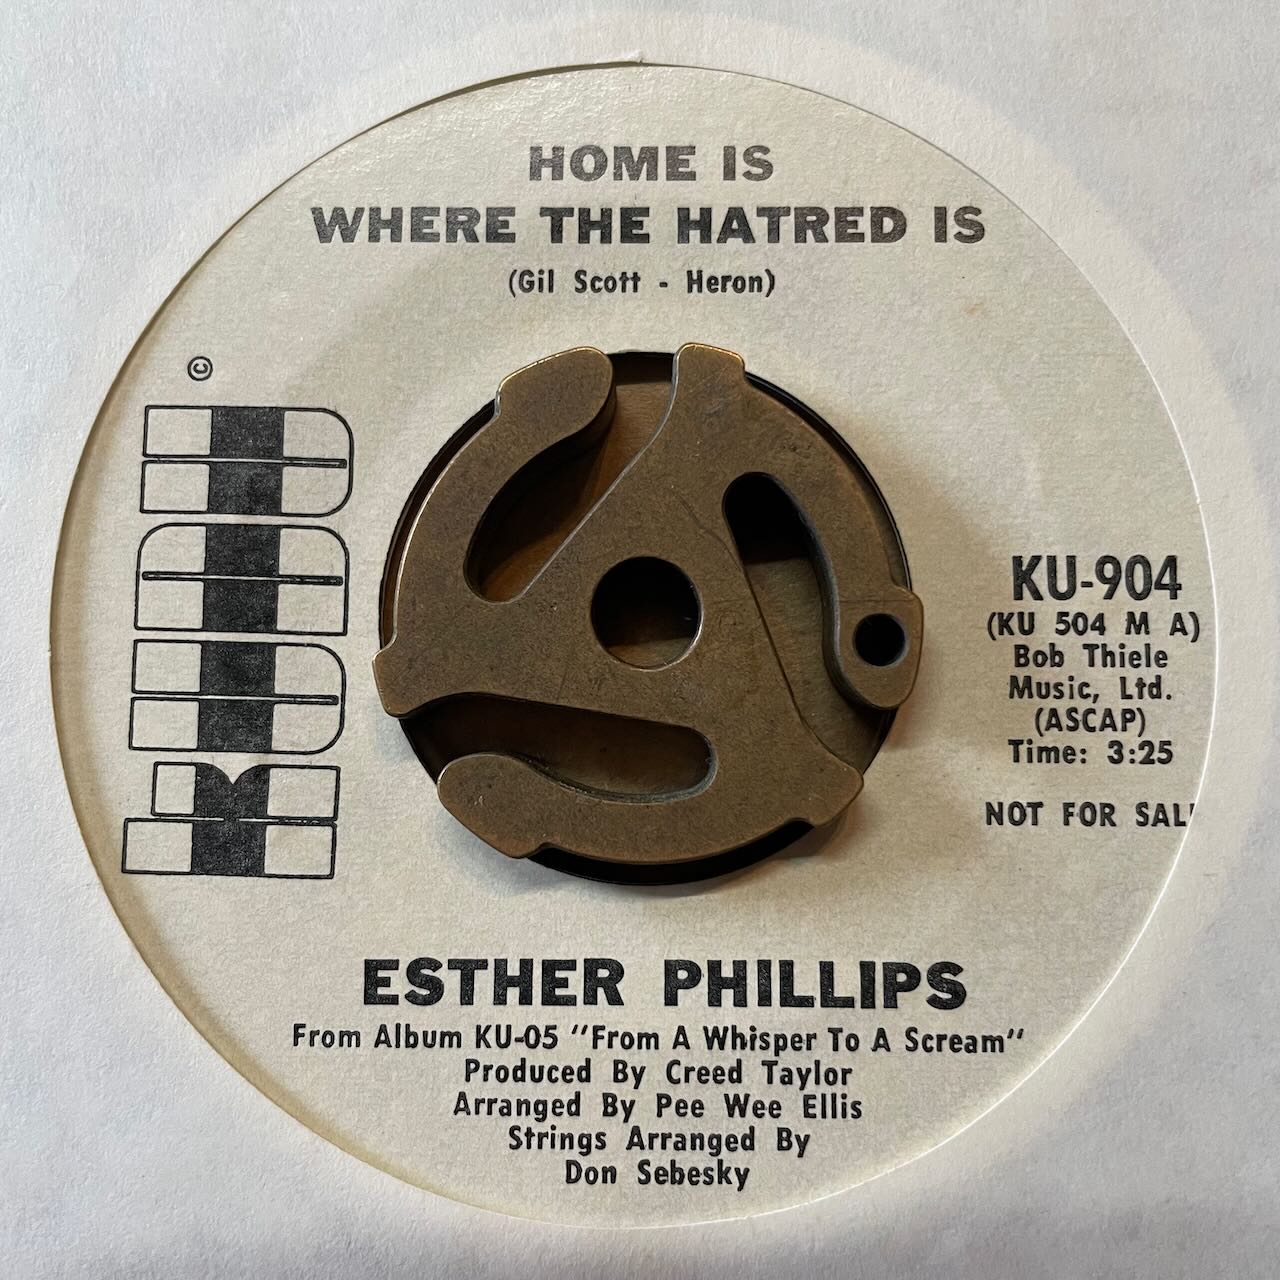 HOME IS
WHERE THE HATRED IS
(Gil Scott - Heron)
©
KUDU
KU-904
(KU 504 M A)
Bob Thiele
Music, Ltd.
(ASCAP)
Time: 3:25
NOT FOR SAL
ESTHER PHILLIPS
From Album KU-05 "From A Whisper To A Scream"
Produced By Creed Taylor
Arranged By Pee Wee Ellis
Strings Arranged By
Don Sebesky